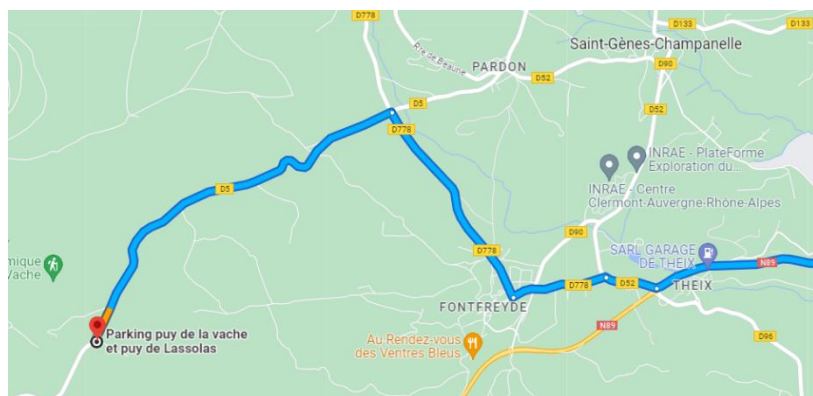 D778
D133
D133
Saint-Genès-Champanelle
Rte de Beaune
PARDON
D90
D52
D5
D52
D778
INRAE - PlateForme
Exploration du...
INRAE - Centre
Clermont-Auvergne-Rhône-Alpes
D5
D90
D778
SARL GARAGE
DE THEIX
N89
mique
Vache
D778
D52
THEIX
FONTFREYDE
N89
Parking puy de la vache
et puy de Lassolas
Au Rendez-vous
des Ventres Bleus
D96